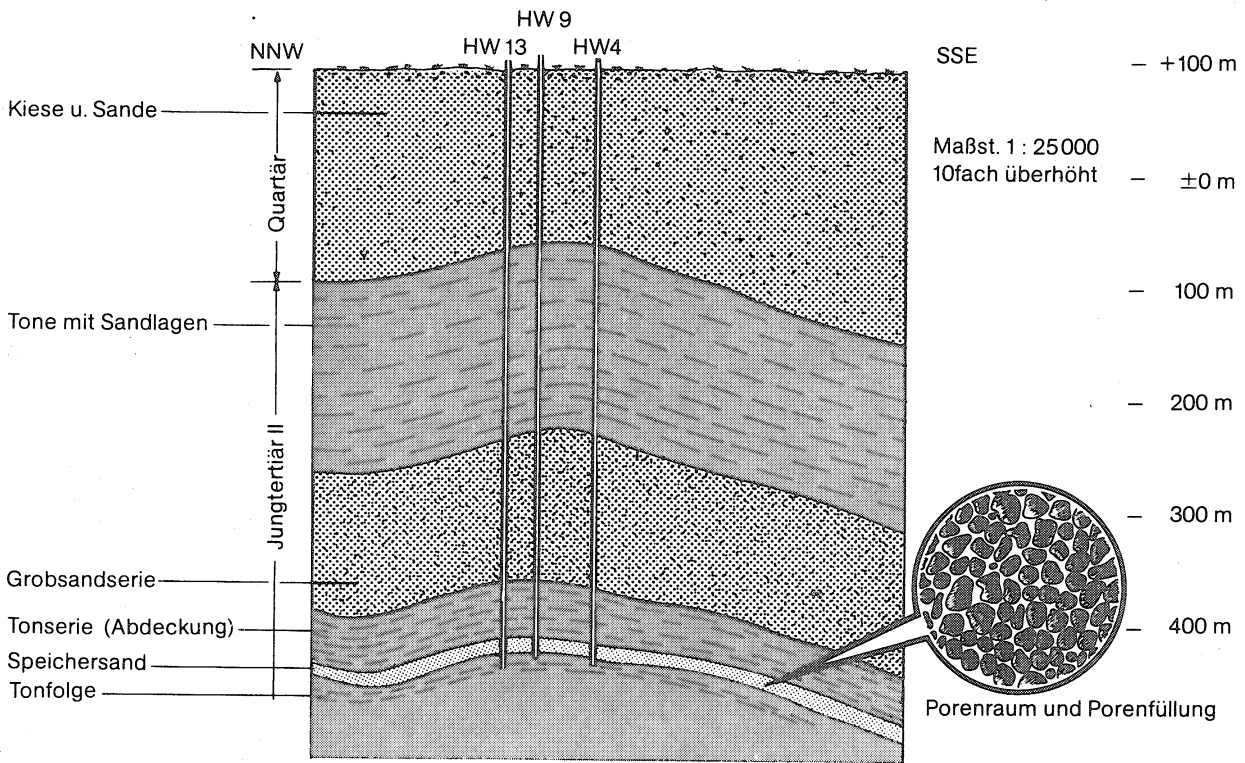 HW 9
NNW
HW 13
HW4
SSE
+100 m
Kiese u. Sande
Maßst. 1 : 25000
10fach überhöht
±0 m
Quartär
100 m
Tone mit Sandlagen
200 m
Jungtertiär II
300 m
Grobsandserie
Tonserie (Abdeckung)
400 m
Speichersand
Tonfolge
Porenraum und Porenfüllung